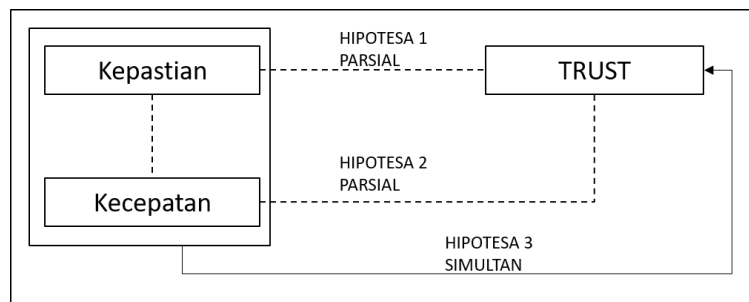 HIPOTESA 1
PARSIAL
Kepastian
TRUST
HIPOTESA 2
PARSIAL
Kecepatan
HIPOTESA 3
SIMULTAN